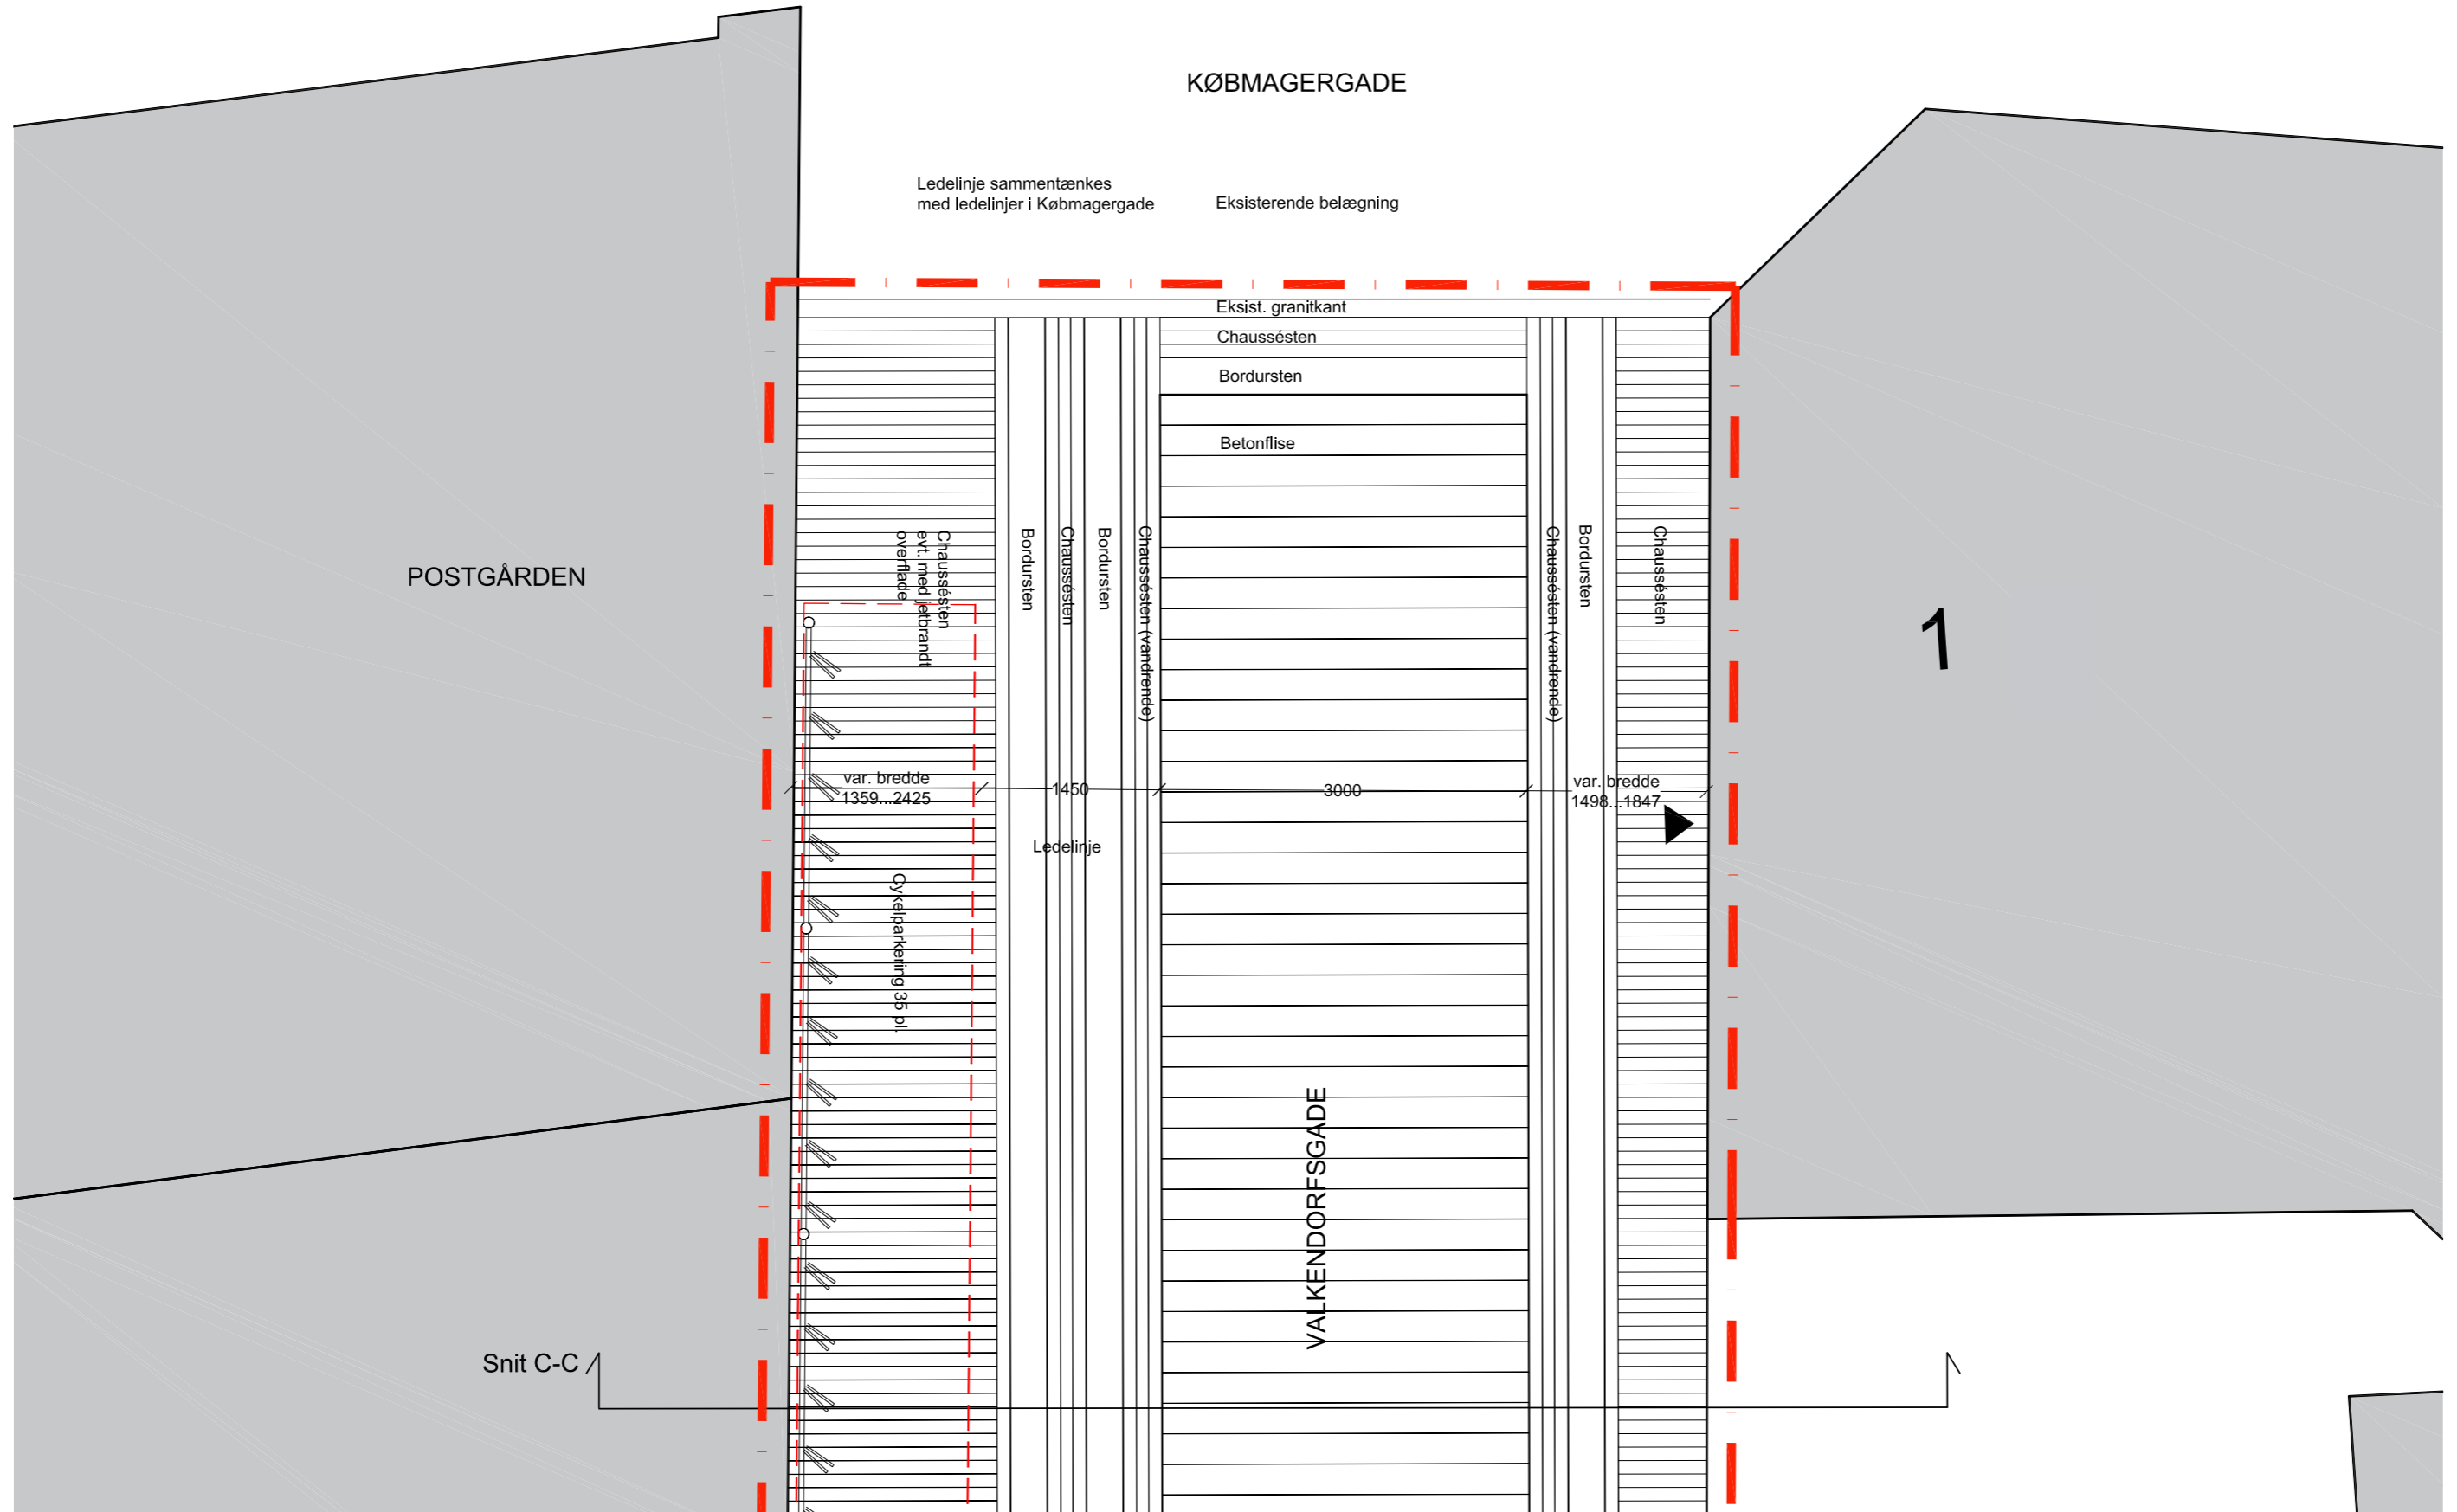 KØBMAGERGADE
Ledelinje sammentænkes
med ledelinjer i Købmagergade
Eksisterende belægning
Eksist. granitkant
Chaussésten
Bordursten
Betonflise
Chaussésten
evt. med jetbrandt
overflade
Bordursten
Chaussésten
Bordursten
Chaussésten (vandrende)
Chaussésten (vandrende)
Bordursten
Chaussésten
POSTGÅRDEN
1
var. bredde
1359...2425
1450
3000
var. bredde
1498...1847
Ledelinje
Cykelparkering 35 pl.
VALKENDORFSGADE
Snit C-C